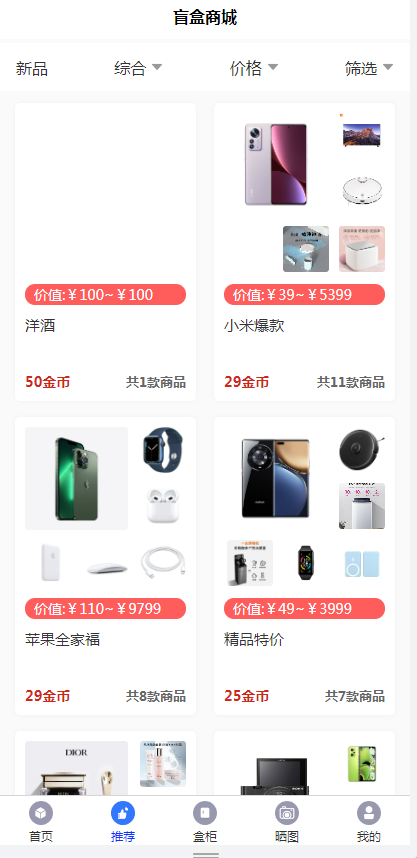 盲盒商城
新品 综合 价格 筛选
价值:￥100~￥100
洋酒
50金币 共1款商品
价值:￥39~￥5399
小米爆款
29金币 共11款商品
价值:￥110~￥9799
苹果全家福
29金币 共8款商品
价值:￥49~￥3999
精品特价
25金币 共7款商品
DIOR
SONY
首页 推荐 盒柜 晒图 我的